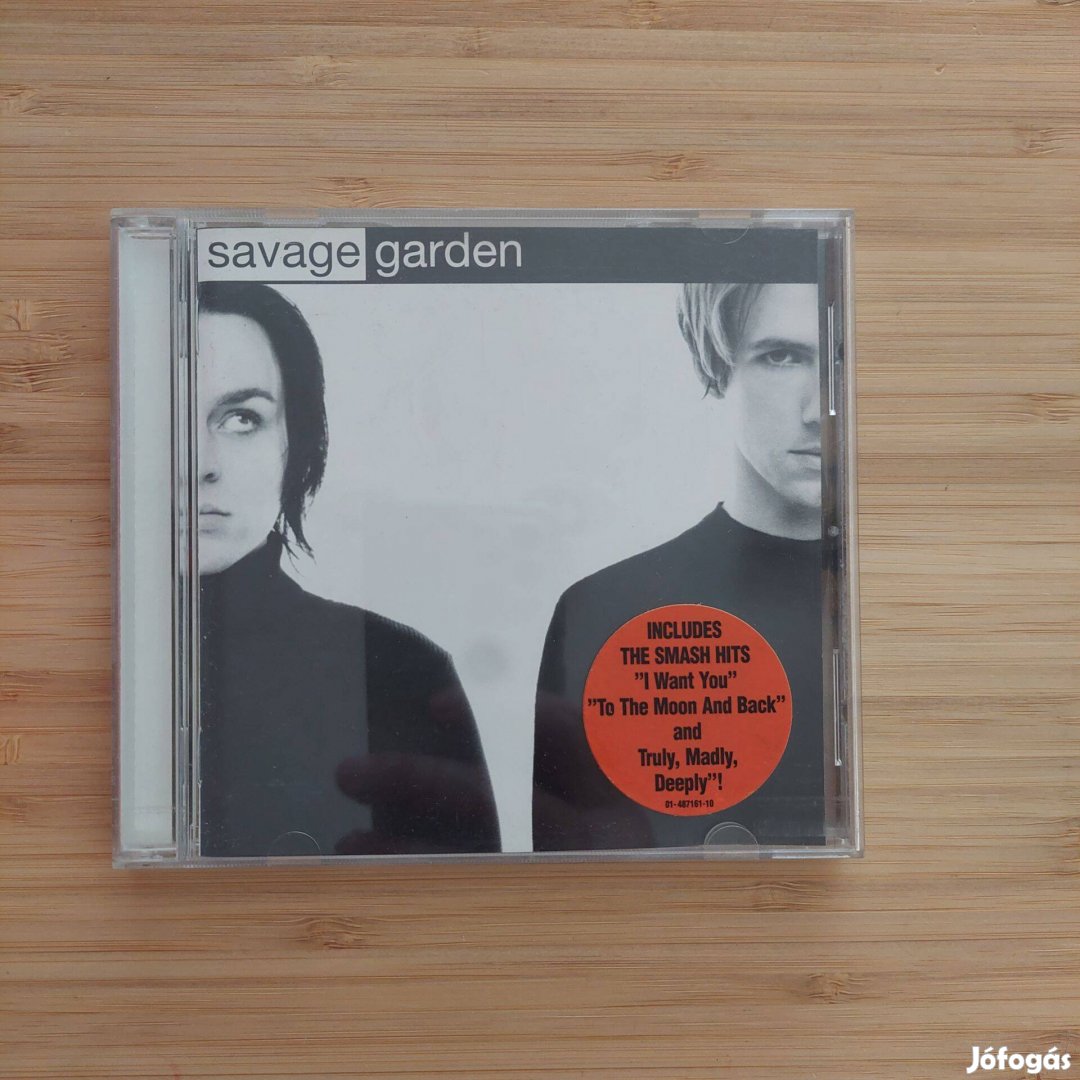 savage garden
INCLUDES
THE SMASH HITS
"I Want You"
"To The Moon And Back"
and
Truly, Madly,
Deeply"!
01-487161-10
Jófogás